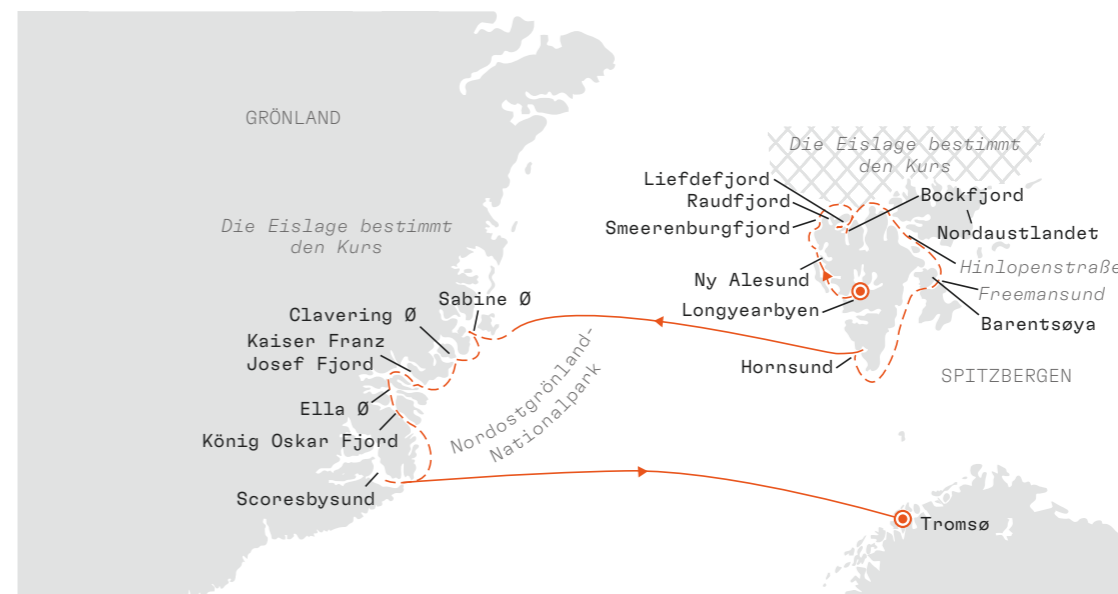 GRÖNLAND
Die Eislage bestimmt
den Kurs
Liefdefjord
Raudfjord
Smeerenburgfjord
Bockfjord
Nordaustlandet
Hinlopenstraße
Freemansund
Barentsøya
Ny Alesund
Longyearbyen
Hornsund
SPITZBERGEN
Die Eislage bestimmt
den Kurs
Sabine Ø
Clavering Ø
Kaiser Franz
Josef Fjord
Ella Ø
König Oskar Fjord
Scoresbysund
Nordostgrönland-
Nationalpark
Tromsø